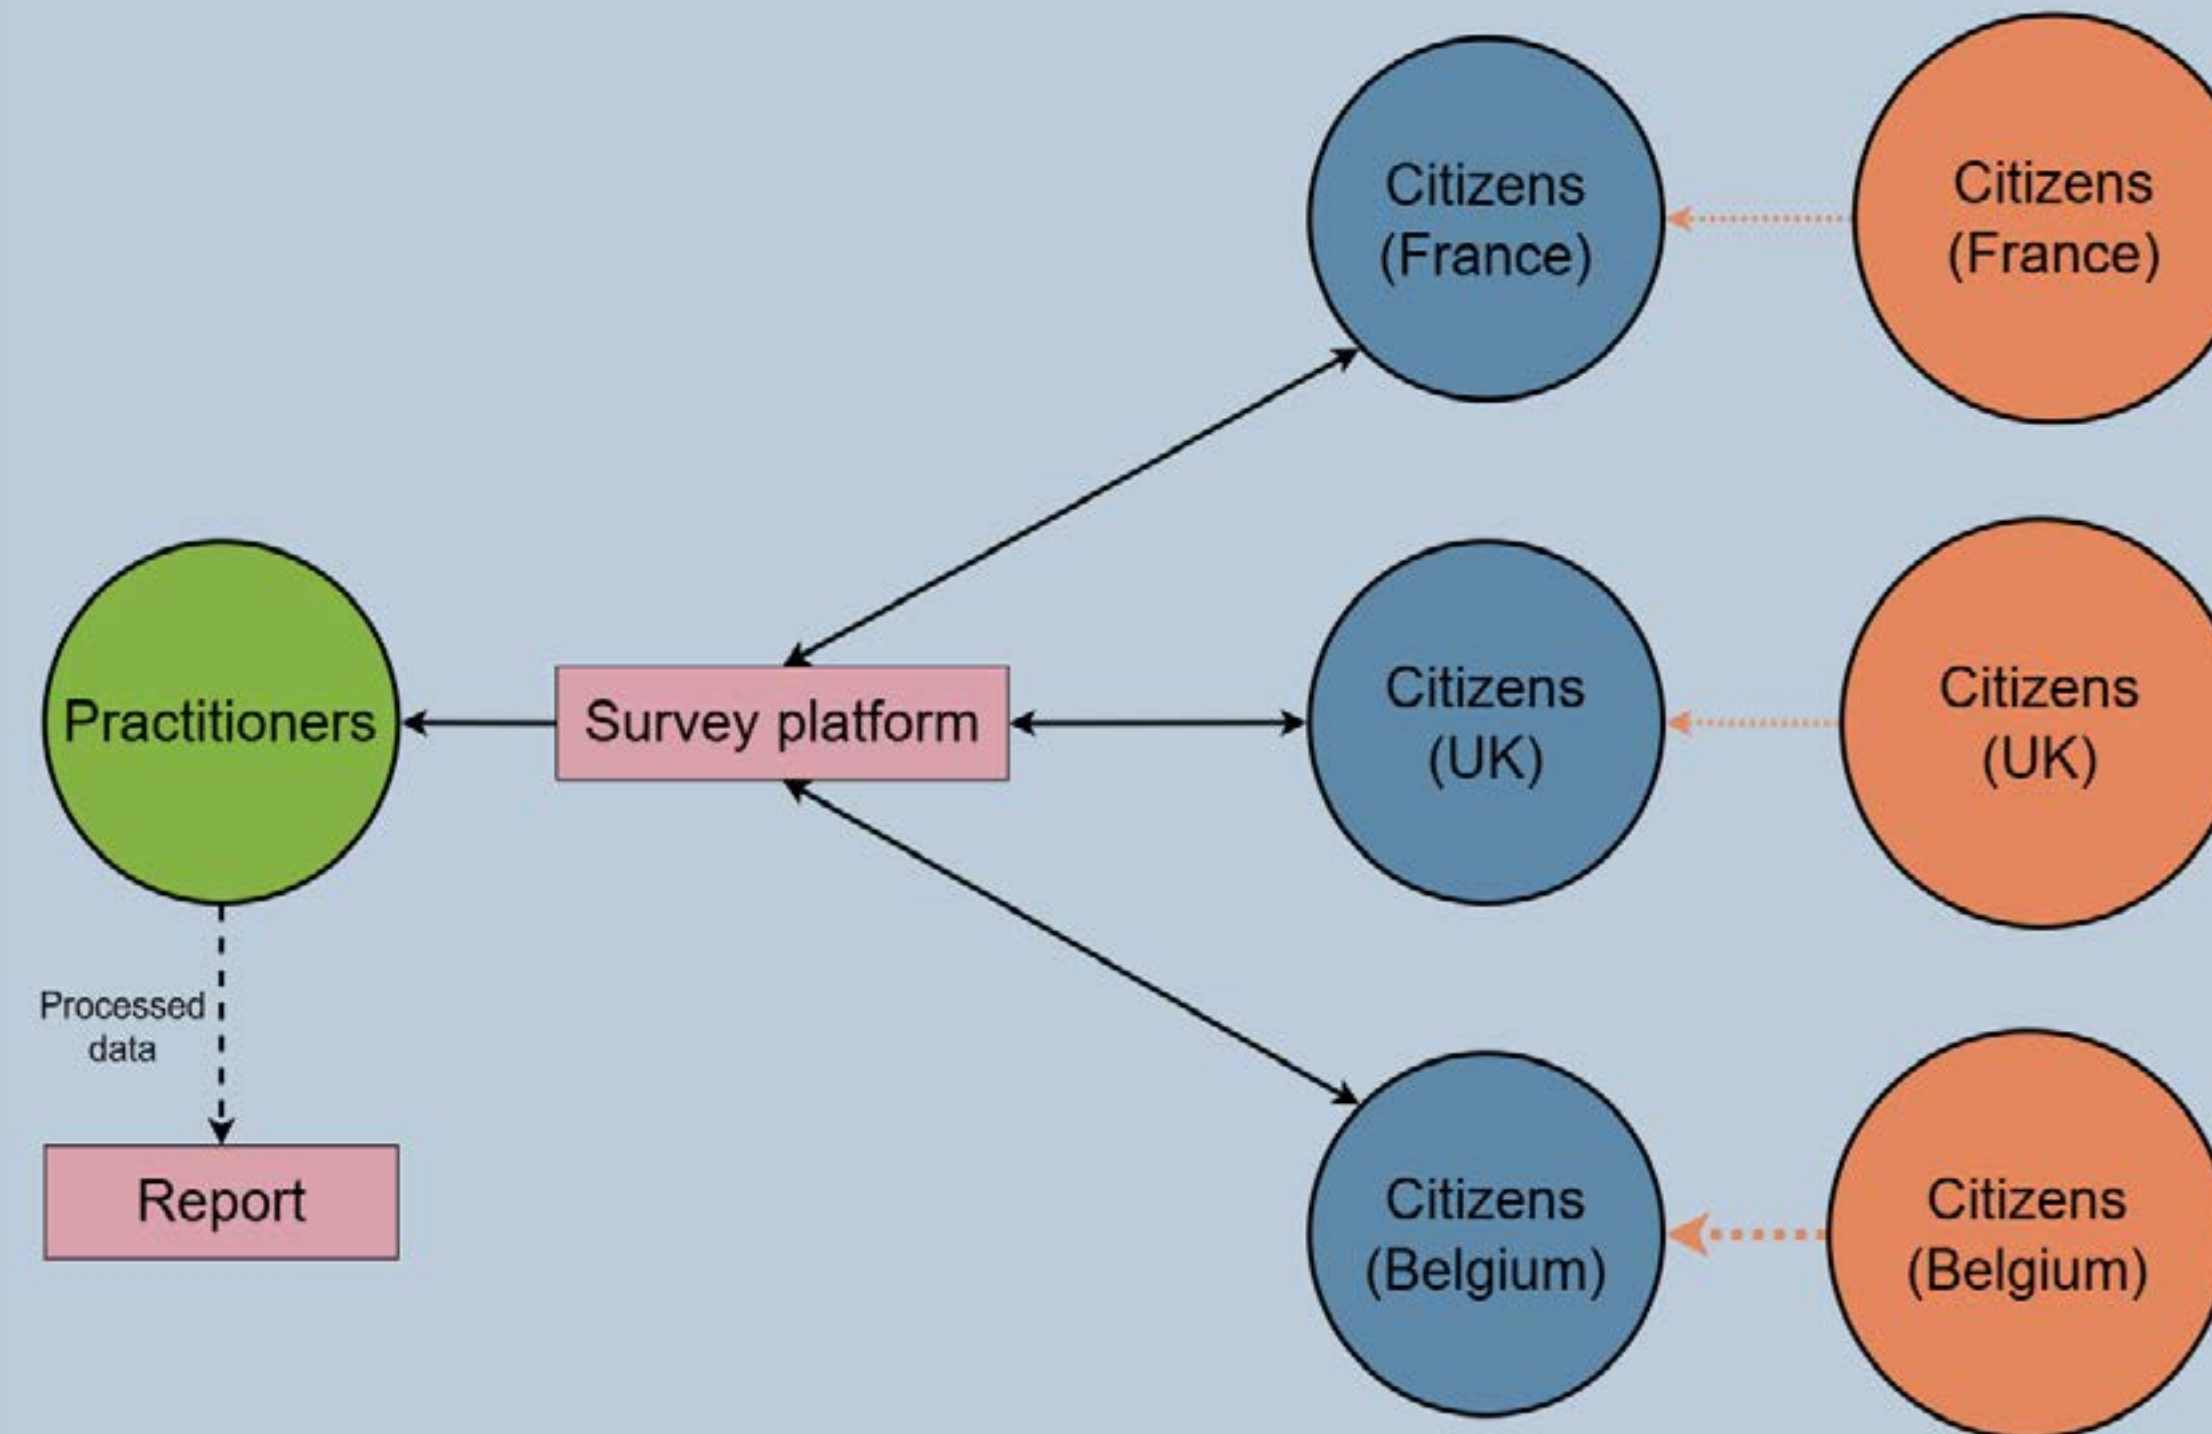 Citizens
(France)
Citizens
(France)
Practitioners
Survey platform
Citizens
(UK)
Citizens
(UK)
Processed
data
Report
Citizens
(Belgium)
Citizens
(Belgium)